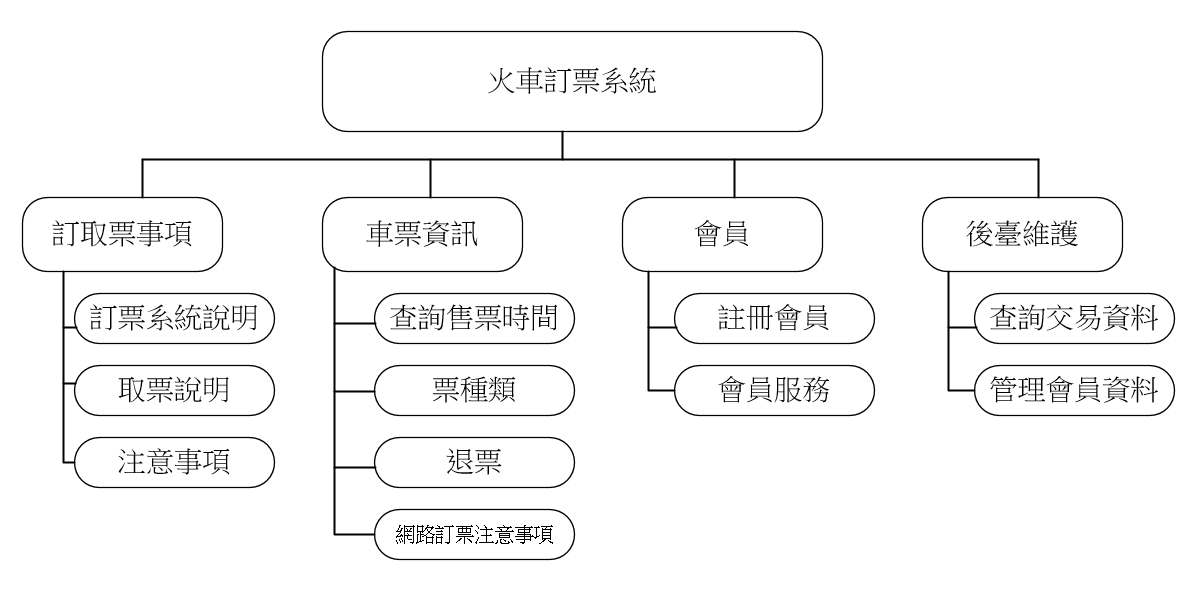 火車訂票系統
訂取票事項
車票資訊
會員
後臺維護
訂票系統說明
查詢售票時間
註冊會員
查詢交易資料
取票說明
票種類
會員服務
管理會員資料
注意事項
退票
網路訂票注意事項